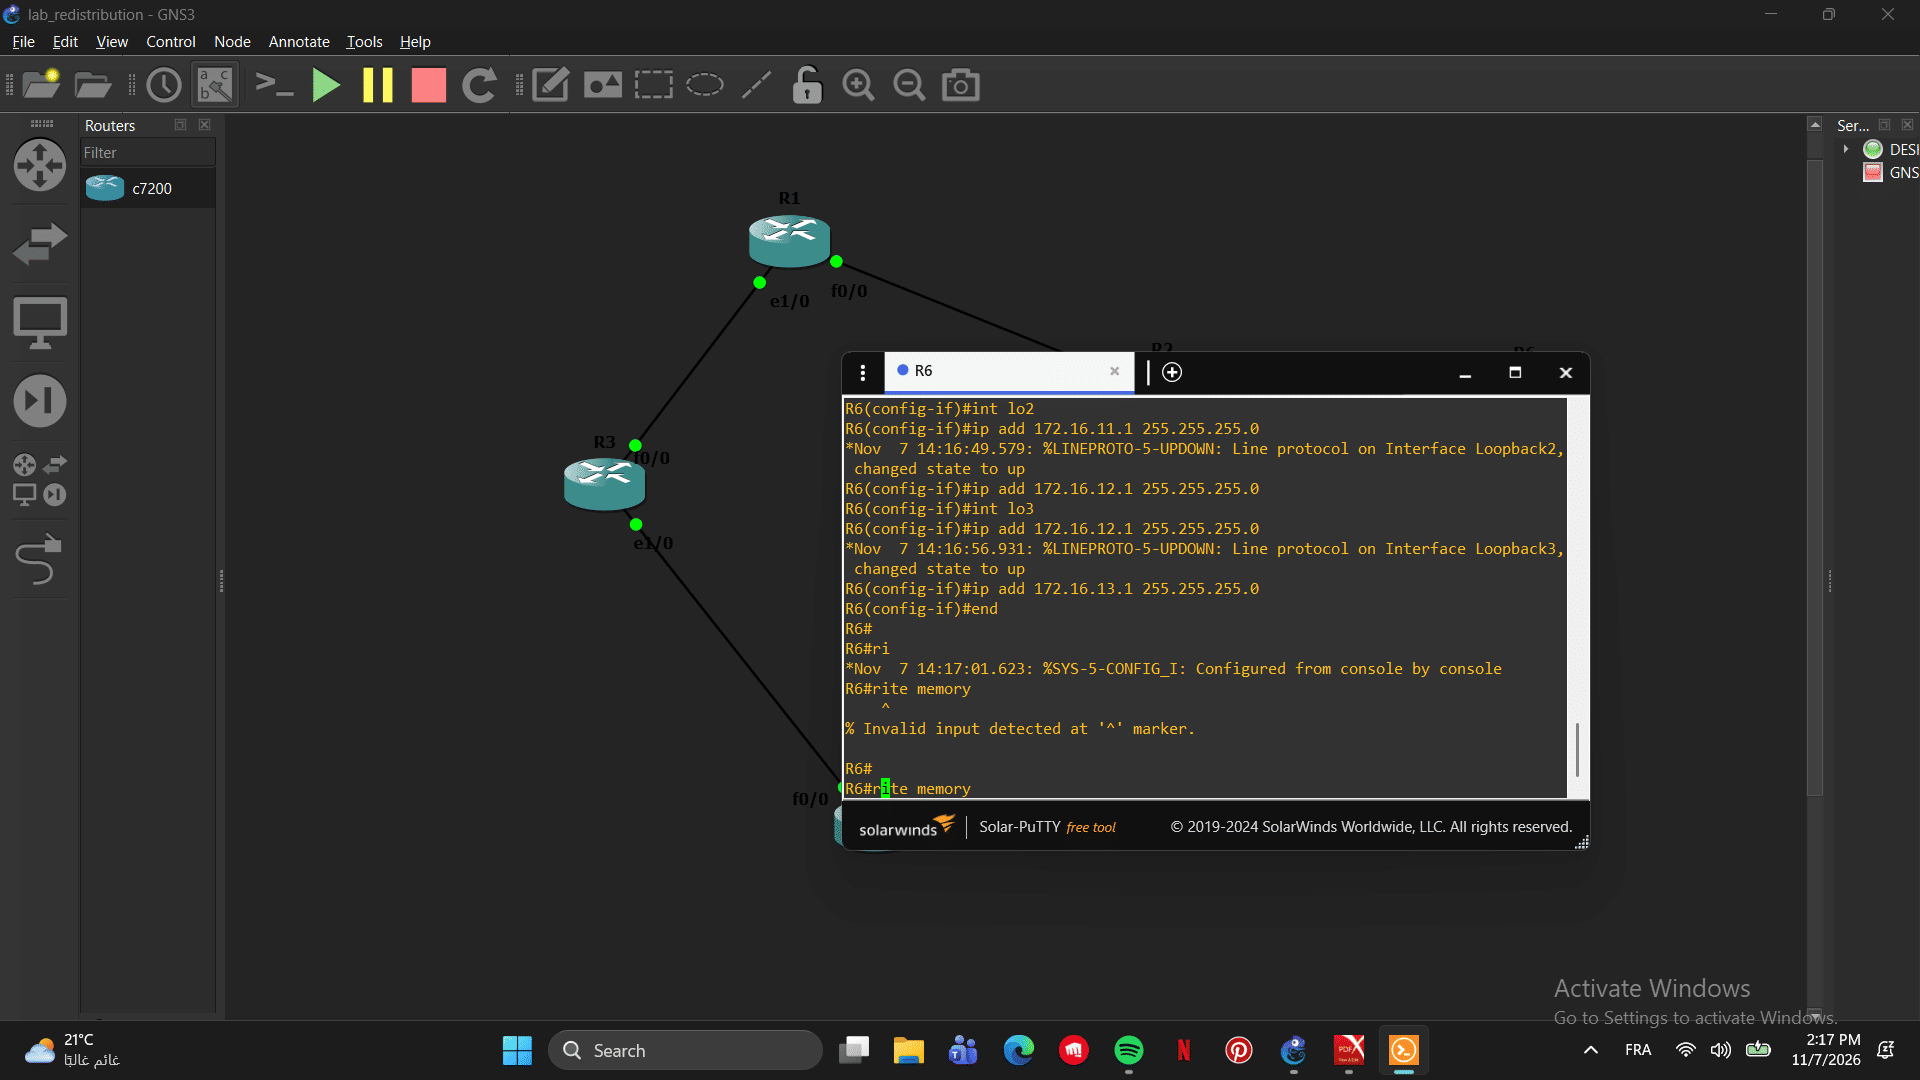 lab_redistribution - GNS3
File Edit View Control Node Annotate Tools Help
Routers
Filter
c7200
Ser...
DESH
GNS
R1
e1/0
f0/0
R3
f0/0
e1/0
f0/0
R2
R6
R6
R6(config-if)#int lo2
R6(config-if)#ip add 172.16.11.1 255.255.255.0
*Nov  7 14:16:49.579: %LINEPROTO-5-UPDOWN: Line protocol on Interface Loopback2,
changed state to up
R6(config-if)#ip add 172.16.12.1 255.255.255.0
R6(config-if)#int lo3
R6(config-if)#ip add 172.16.12.1 255.255.255.0
*Nov  7 14:16:56.931: %LINEPROTO-5-UPDOWN: Line protocol on Interface Loopback3,
changed state to up
R6(config-if)#ip add 172.16.13.1 255.255.255.0
R6(config-if)#end
R6#
R6#ri
*Nov  7 14:17:01.623: %SYS-5-CONFIG_I: Configured from console by console
R6#rite memory
^
% Invalid input detected at '^' marker.
R6#
R6#rite memory
solarwinds Solar-PuTTY free tool © 2019-2024 SolarWinds Worldwide, LLC. All rights reserved.
Activate Windows
Go to Settings to activate Windows.
21°C
غائم غالبًا
Search
FRA
2:17 PM
11/7/2026